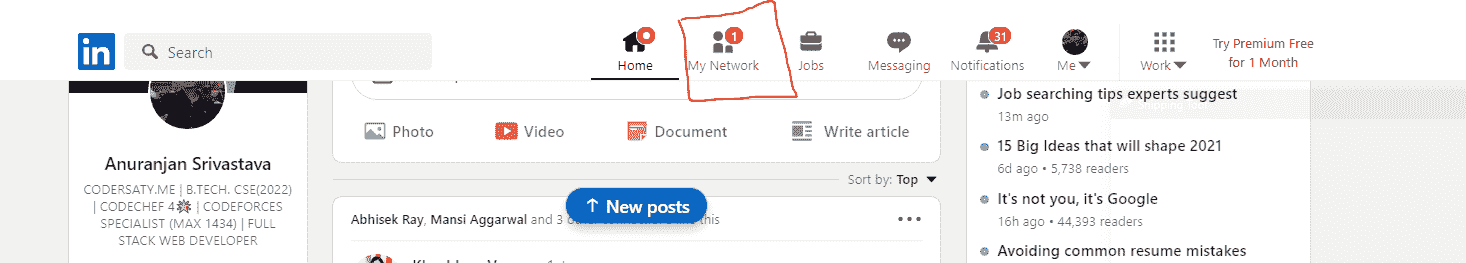 in Search
1
31
Home My Network Jobs Messaging Notifications Me Work
Try Premium Free
for 1 Month
Anuranjan Srivastava
CODERSATY.ME | B.TECH. CSE(2022)
| CODECHEF 4 | CODEFORCES
SPECIALIST (MAX 1434) | FULL
STACK WEB DEVELOPER
Photo Video Document Write article
Sort by: Top
New posts
Abhisek Ray, Mansi Aggarwal and 3 this
Job searching tips experts suggest
13m ago
15 Big Ideas that will shape 2021
6d ago • 5,738 readers
It's not you, it's Google
16h ago • 44,393 readers
Avoiding common resume mistakes